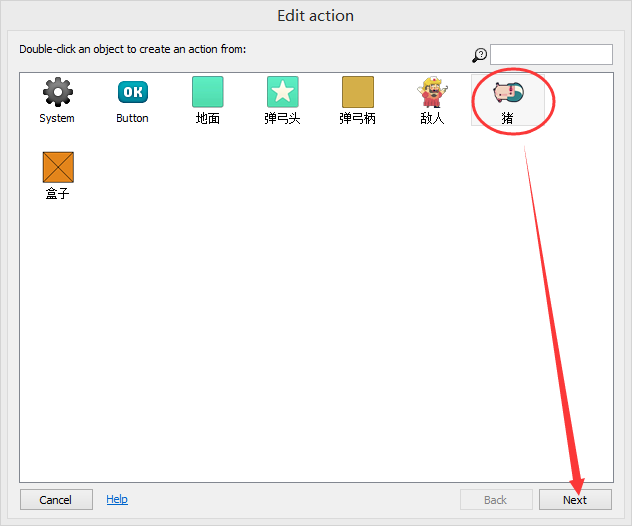 Edit action
Double-click an object to create an action from:
OK
System
Button
地面
弹弓头
弹弓柄
敌人
猪
盒子
Cancel
Help
Back
Next